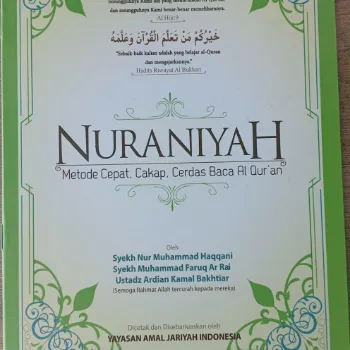 dan sesungguhnya Kami benar-benar memeliharanya.
Al Hijr:9
خَيْرُكُمْ مَنْ تَعَلَّمَ الْقُرْآنَ وَعَلَّمَهُ
"Sebaik-baik kalian adalah yang belajar al-Quran
dan mengajarkannya."
Hadits Riwayat Al Bukhari
NURANIYAH
Metode Cepat, Cakap, Cerdas Baca Al Qur'an
Oleh
Syekh Nur Muhammad Haqqani
Syekh Muhammad Faruq Ar Rai
Ustadz Ardian Kamal Bakhtiar
(Semoga Rahmat Allah tercurah kepada mereka)
Dicetak dan Disebarluaskan oleh
YAYASAN AMAL JARIYAH INDONESIA